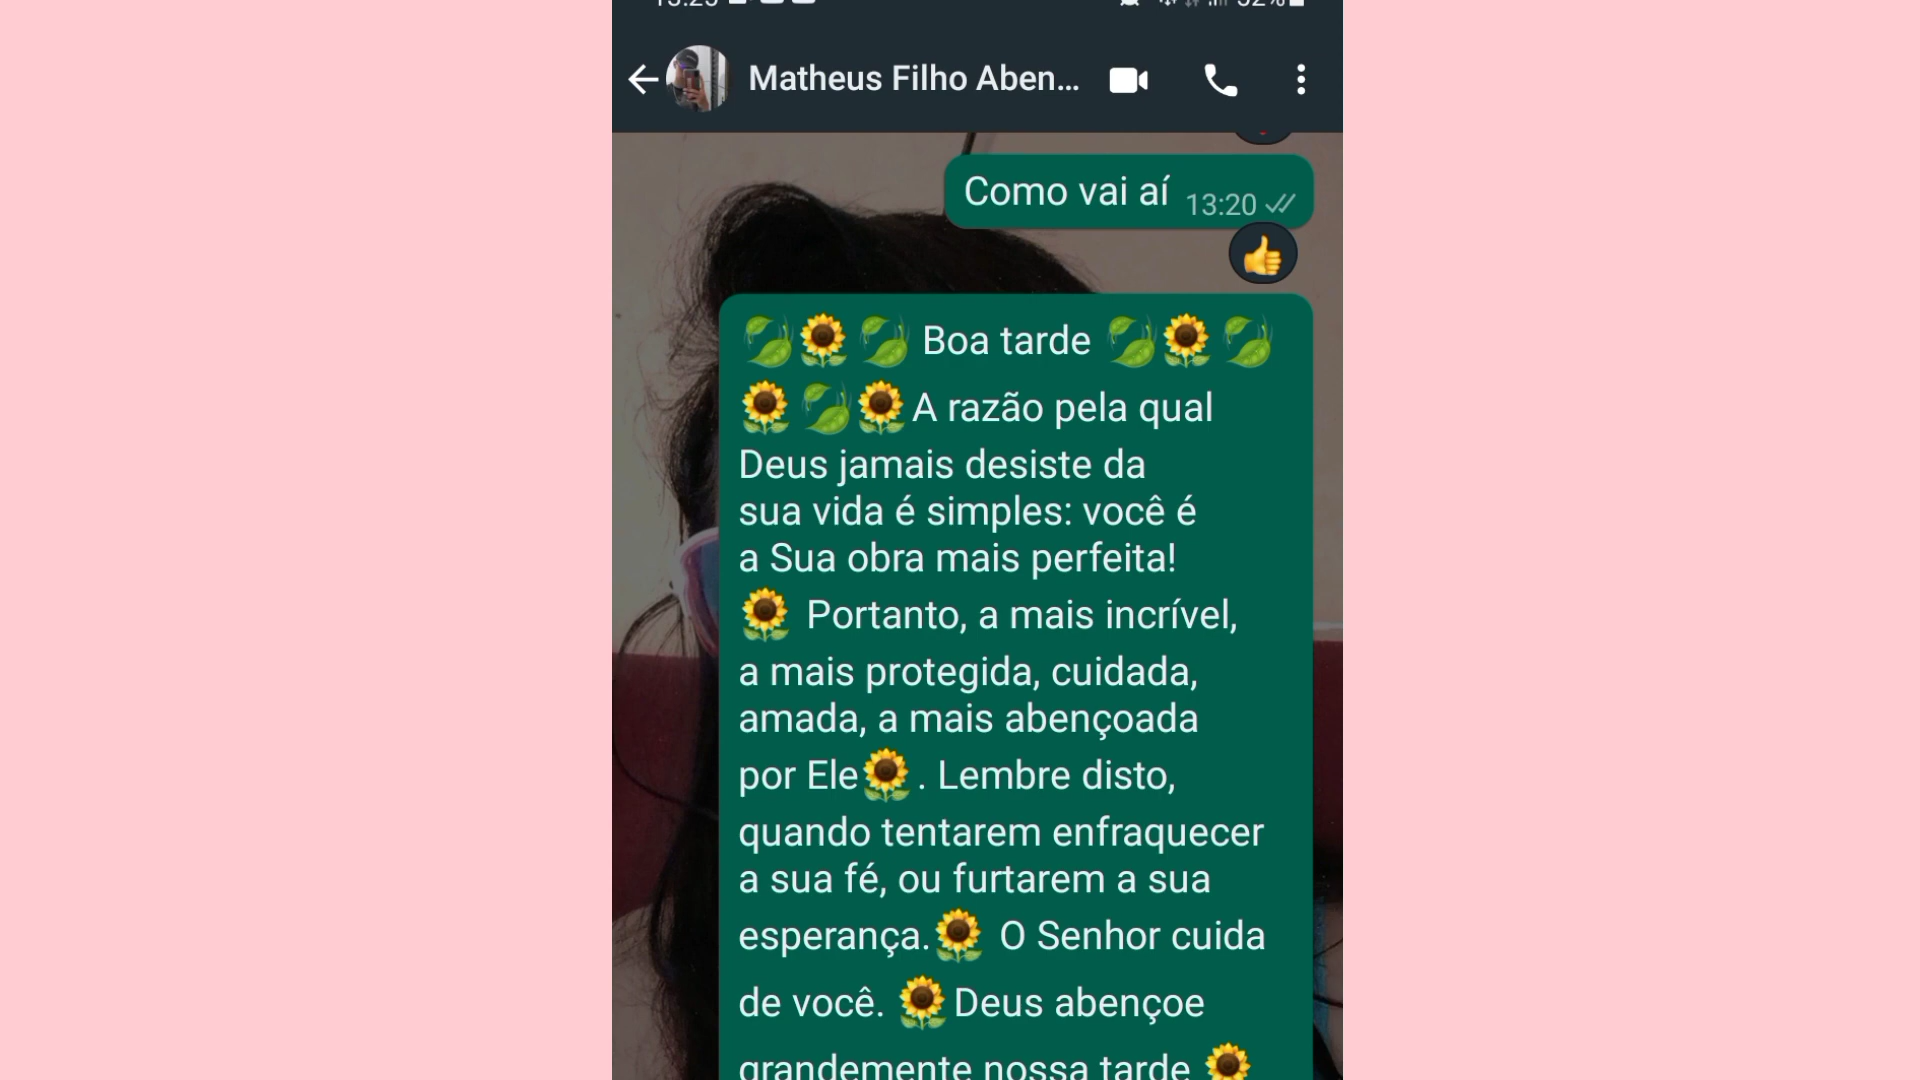 Matheus Filho Aben...
Como vai aí 13:20
🍃🌻🍃 Boa tarde 🍃🌻🍃
🌻🍃🌻A razão pela qual
Deus jamais desiste da
sua vida é simples: você é
a Sua obra mais perfeita!
🌻 Portanto, a mais incrível,
a mais protegida, cuidada,
amada, a mais abençoada
por Ele🌻. Lembre disto,
quando tentarem enfraquecer
a sua fé, ou furtarem a sua
esperança.🌻 O Senhor cuida
de você. 🌻Deus abençoe
grandemente nossa tarde 🌻